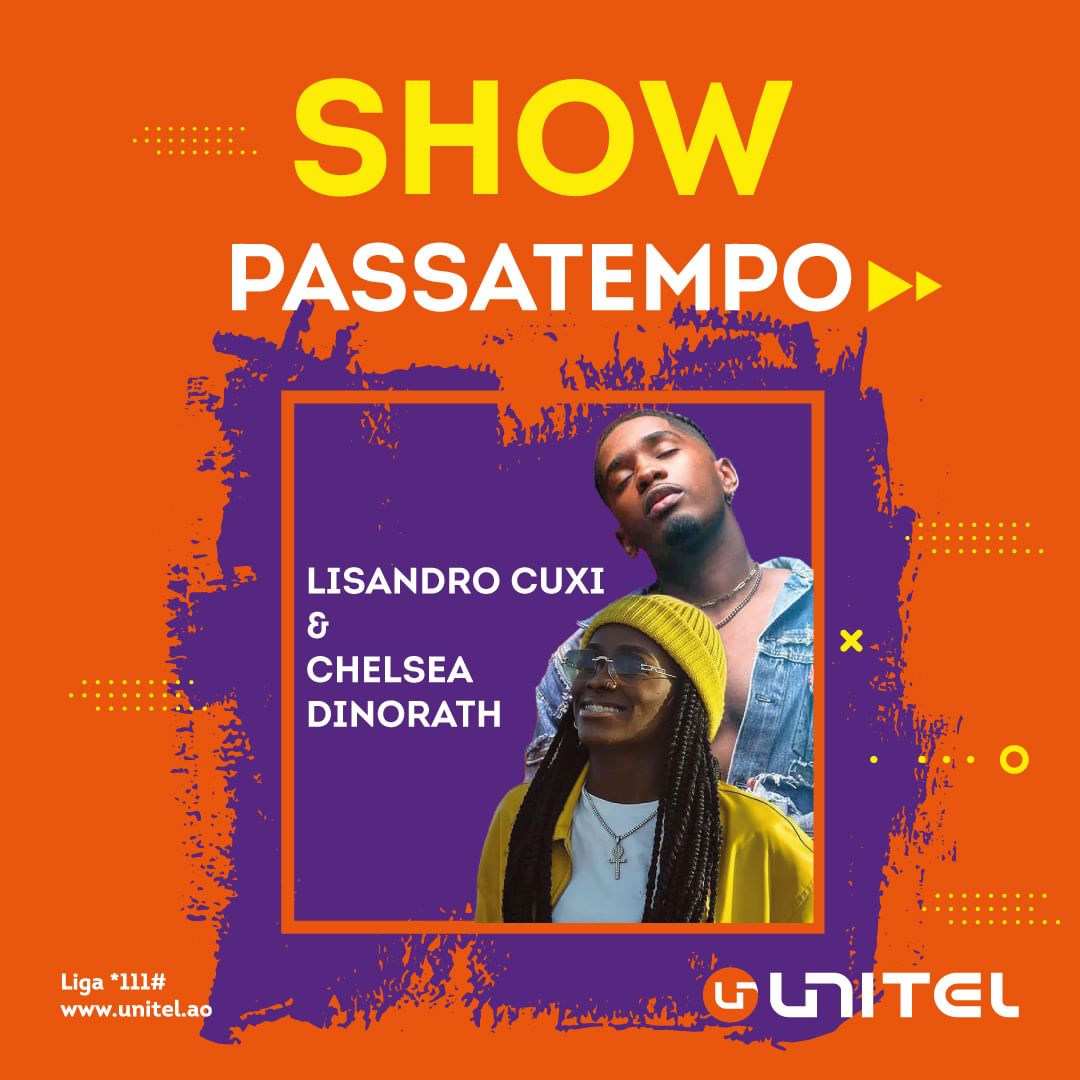 SHOW
PASSATEMPO
LISANDRO CUXI
&
CHELSEA
DINORATH
Liga *111#
www.unitel.ao
UNITEL